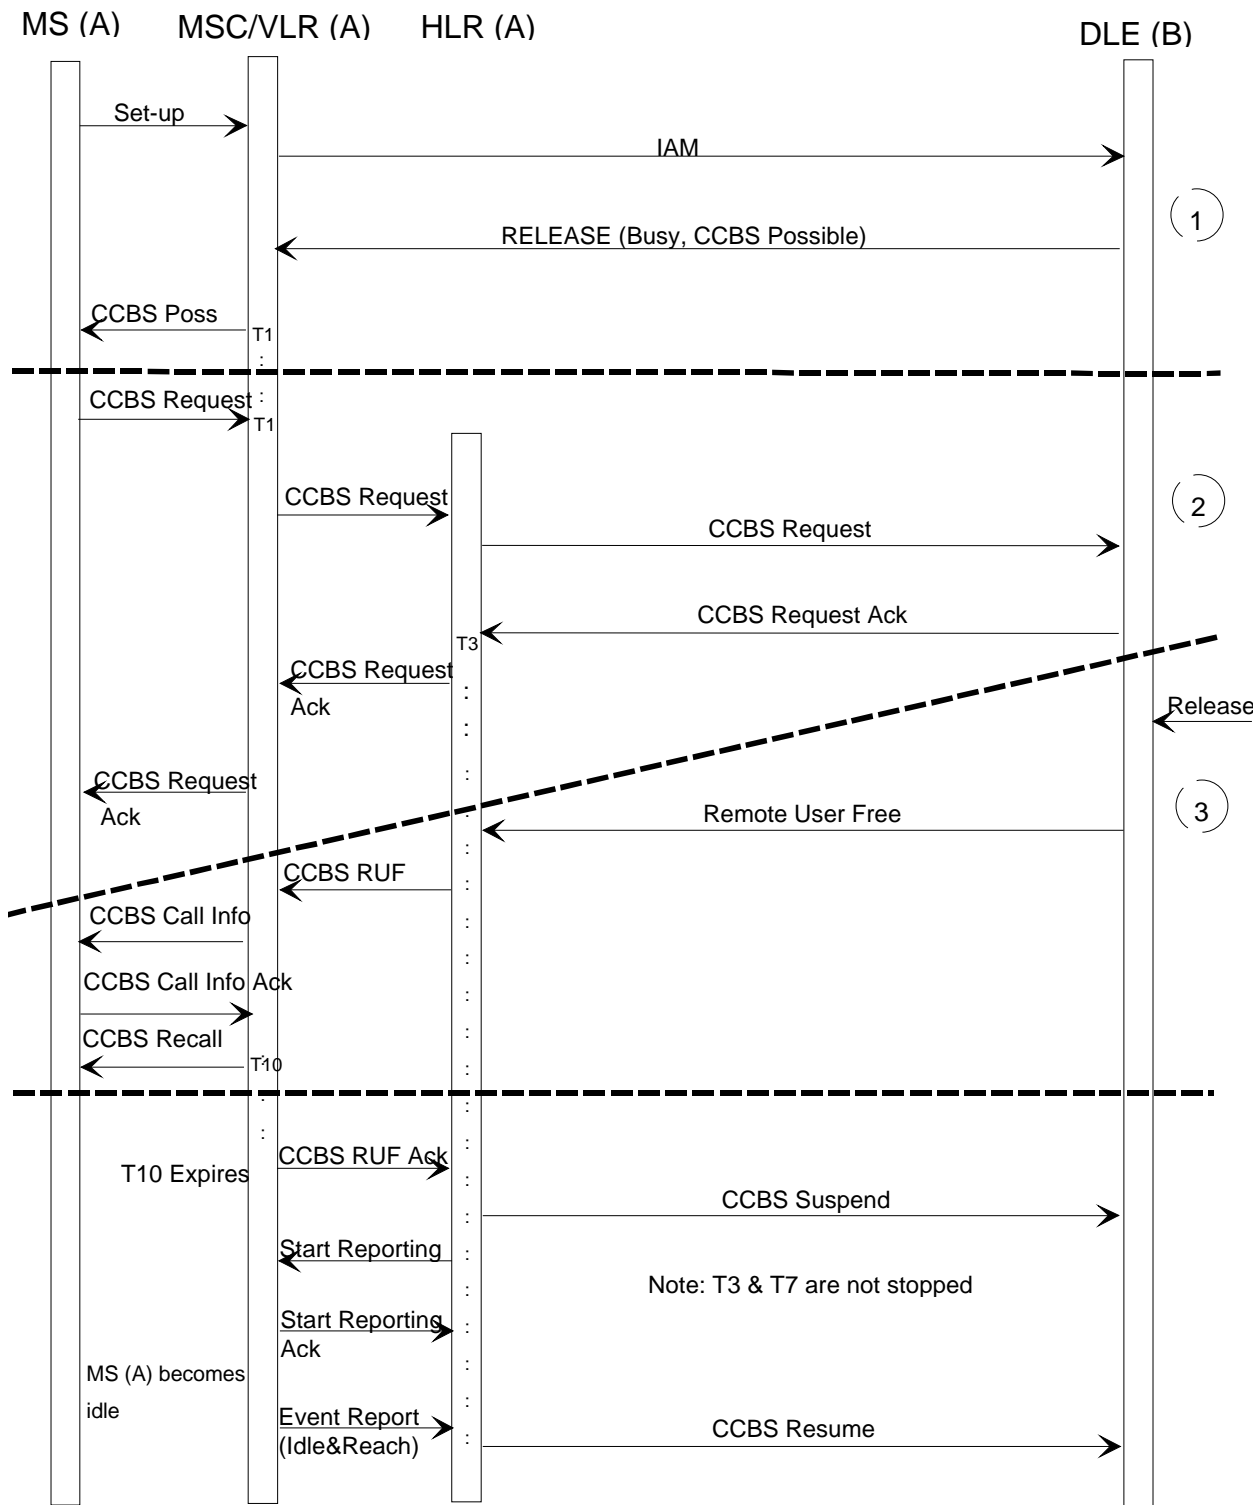 MS (A)
MSC/VLR (A)
HLR (A)
DLE (B)
Set-up
IAM
1
RELEASE (Busy, CCBS Possible)
CCBS Poss
T1
:
:
CCBS Request
T1
CCBS Request
2
CCBS Request
CCBS Request Ack
T3
CCBS Request
Ack
Release
CCBS Request
Ack
Remote User Free
3
CCBS RUF
CCBS Call Info
CCBS Call Info Ack
CCBS Recall
T10
CCBS RUF Ack
T10 Expires
CCBS Suspend
Start Reporting
Note: T3 & T7 are not stopped
Start Reporting
Ack
MS (A) becomes
idle
Event Report
(Idle&Reach)
CCBS Resume